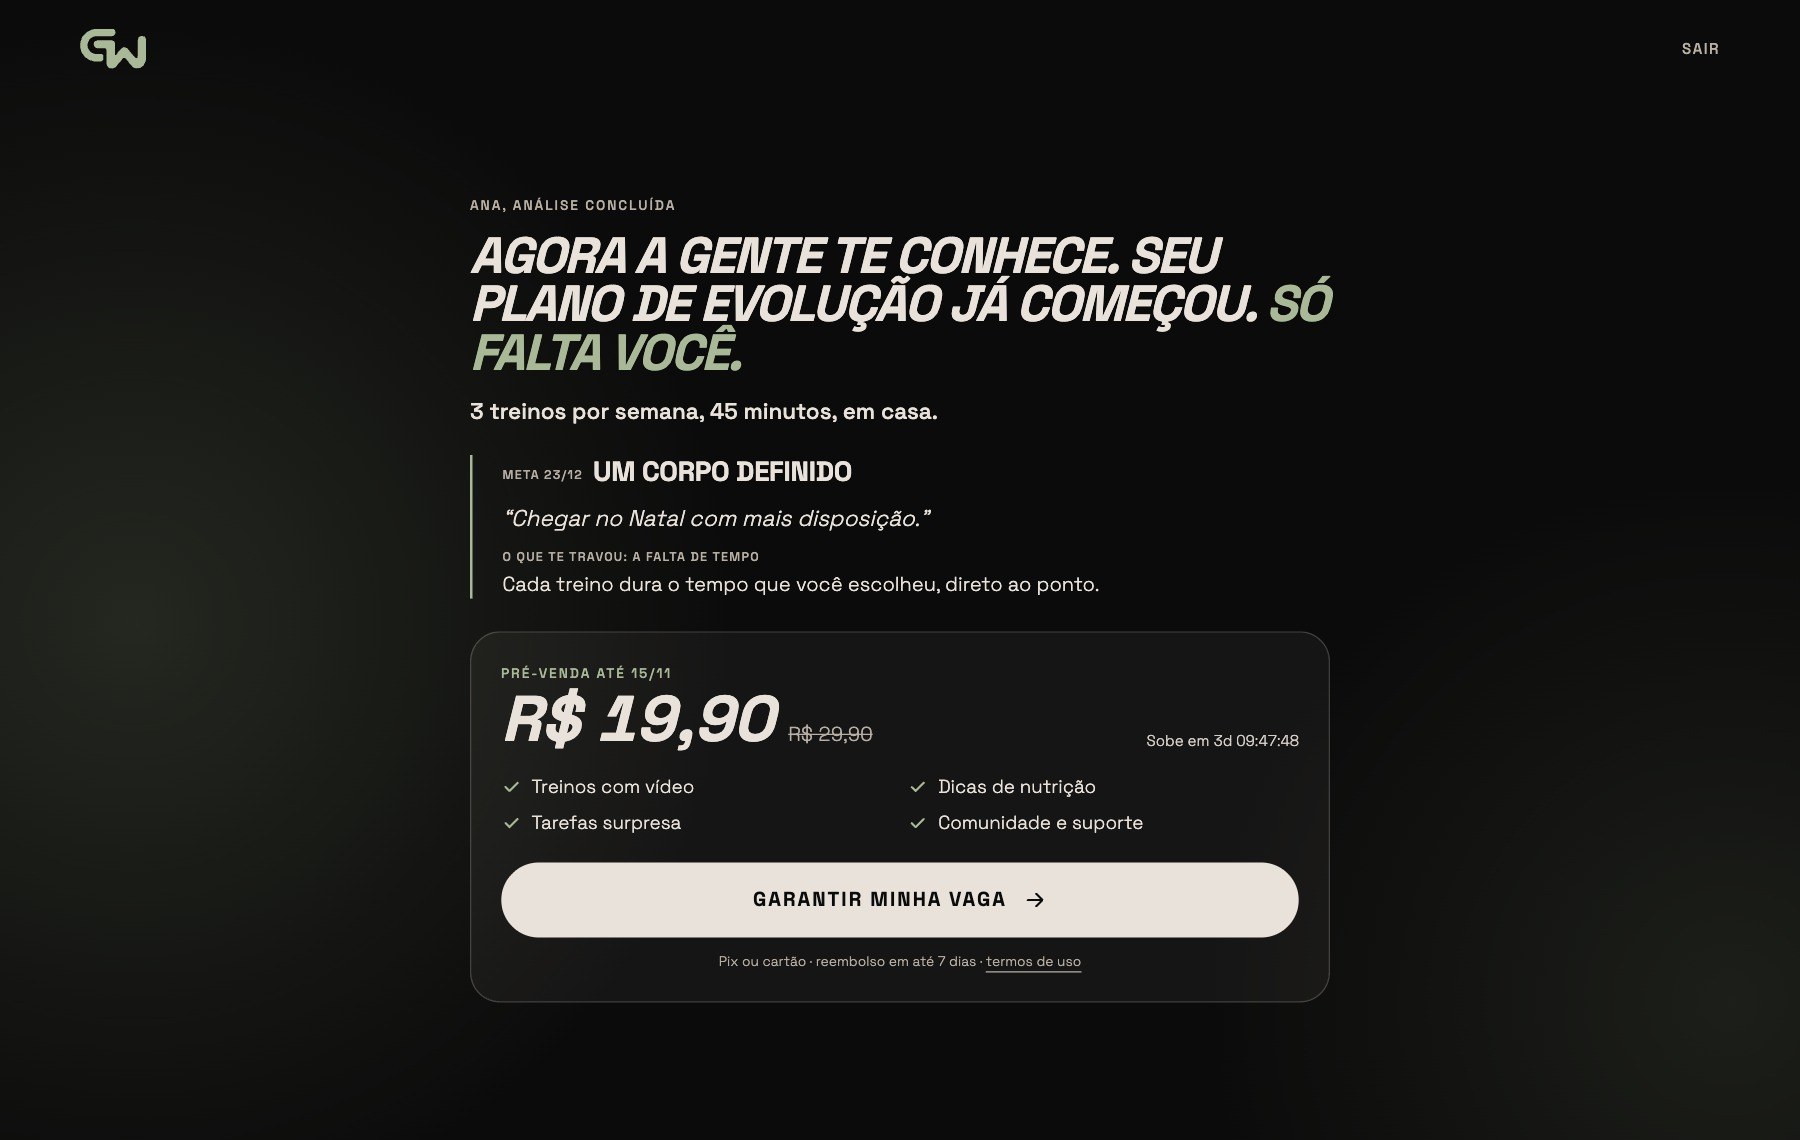 GW
SAIR
ANA, ANÁLISE CONCLUÍDA
AGORA A GENTE TE CONHECE. SEU
PLANO DE EVOLUÇÃO JÁ COMEÇOU. SÓ
FALTA VOCÊ.
3 treinos por semana, 45 minutos, em casa.
META 23/12 UM CORPO DEFINIDO
“Chegar no Natal com mais disposição.”
O QUE TE TRAVOU: A FALTA DE TEMPO
Cada treino dura o tempo que você escolheu, direto ao ponto.
PRÉ-VENDA ATÉ 15/11
R$ 19,90 R$ 29,90
Sobe em 3d 09:47:48
Treinos com vídeo
Dicas de nutrição
Tarefas surpresa
Comunidade e suporte
GARANTIR MINHA VAGA →
Pix ou cartão · reembolso em até 7 dias · termos de uso